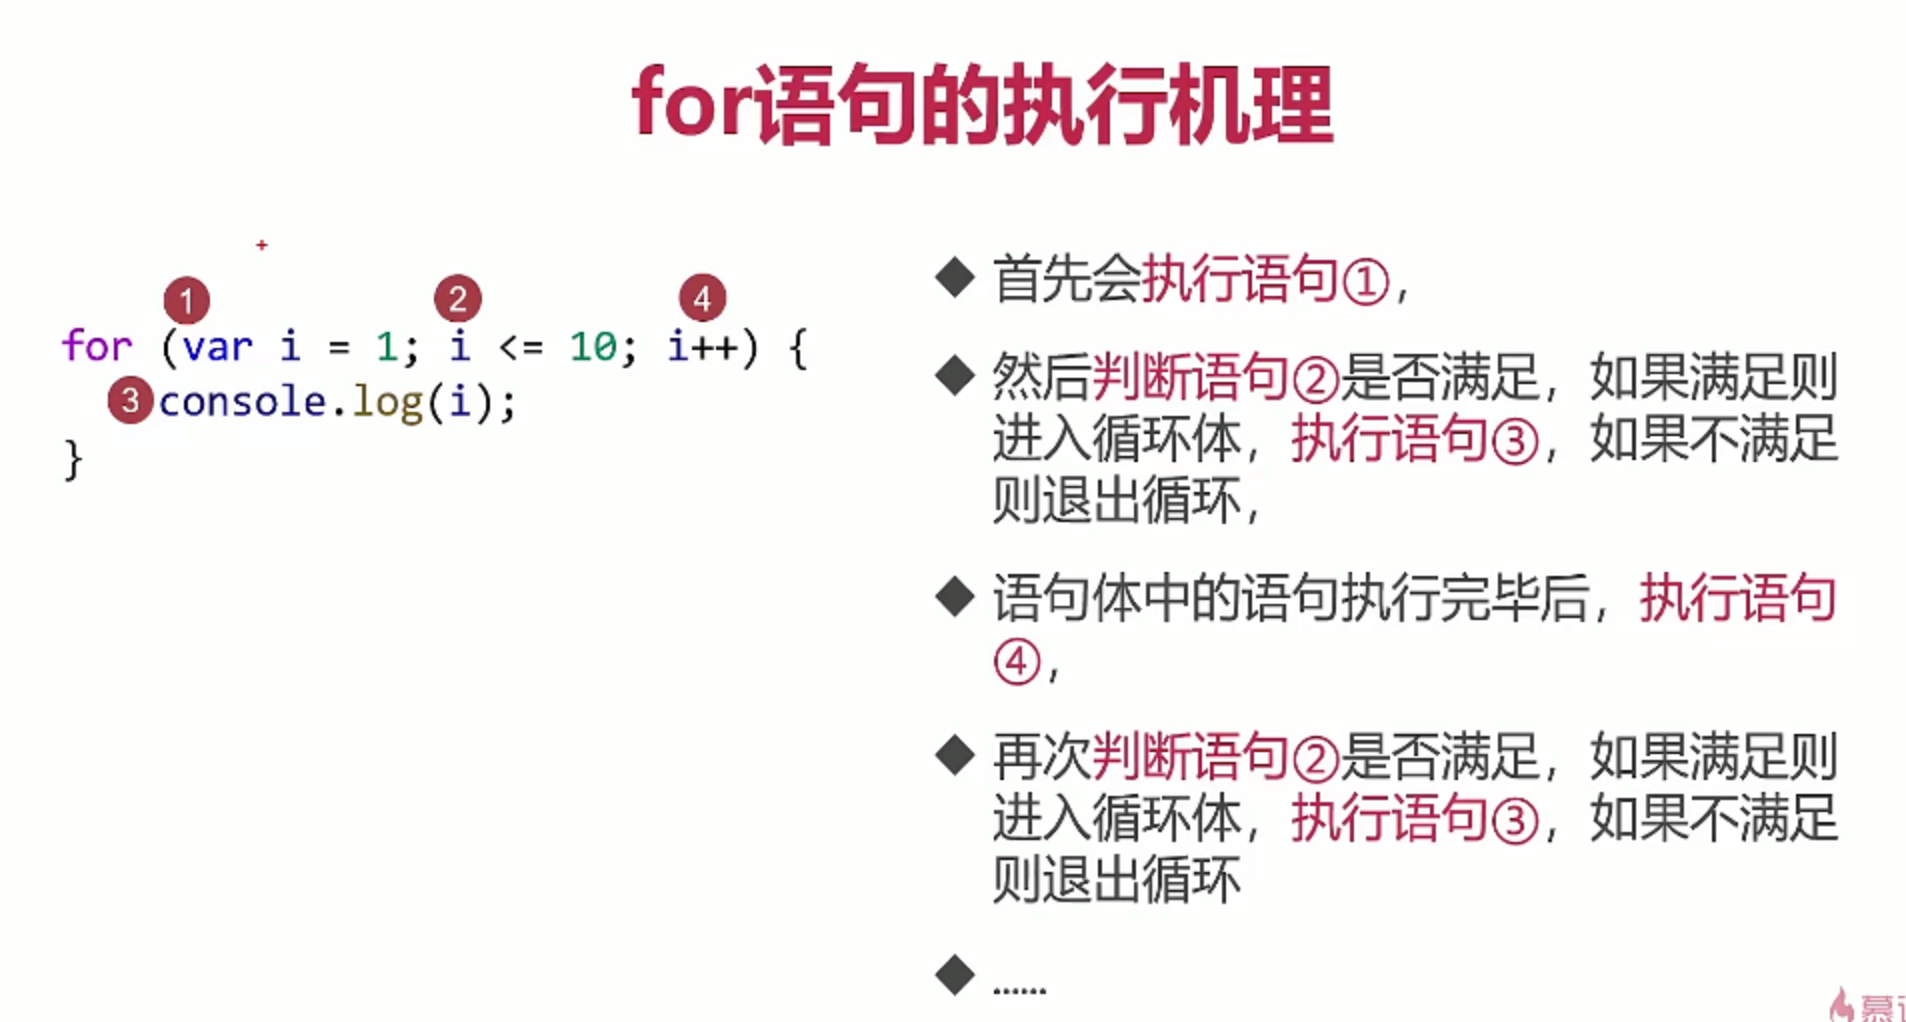 for语句的执行机理
1 2 4
for (var i = 1; i <= 10; i++) {
3 console.log(i);
}
◆ 首先会执行语句①，
◆ 然后判断语句②是否满足，如果满足则
进入循环体，执行语句③，如果不满足
则退出循环，
◆ 语句体中的语句执行完毕后，执行语句
④，
◆ 再次判断语句②是否满足，如果满足则
进入循环体，执行语句③，如果不满足
则退出循环
◆ ......
慕